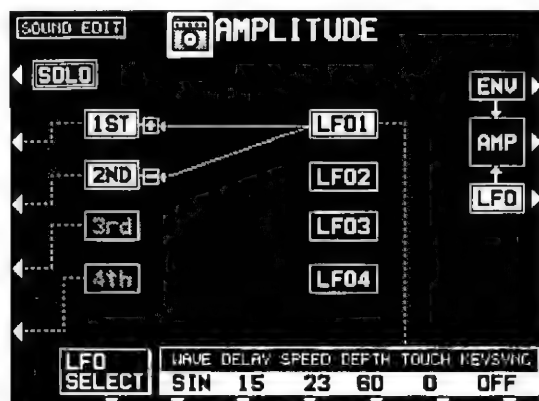 SOUND EDIT
AMPLITUDE
SOLO
ENV
1ST + LFO1
AMP
2ND - LFO2
LFO
3rd LFO3
4th LFO4
LFO SELECT
WAVE DELAY SPEED DEPTH TOUCH KEYSYNC
SIN 15 23 60 0 OFF